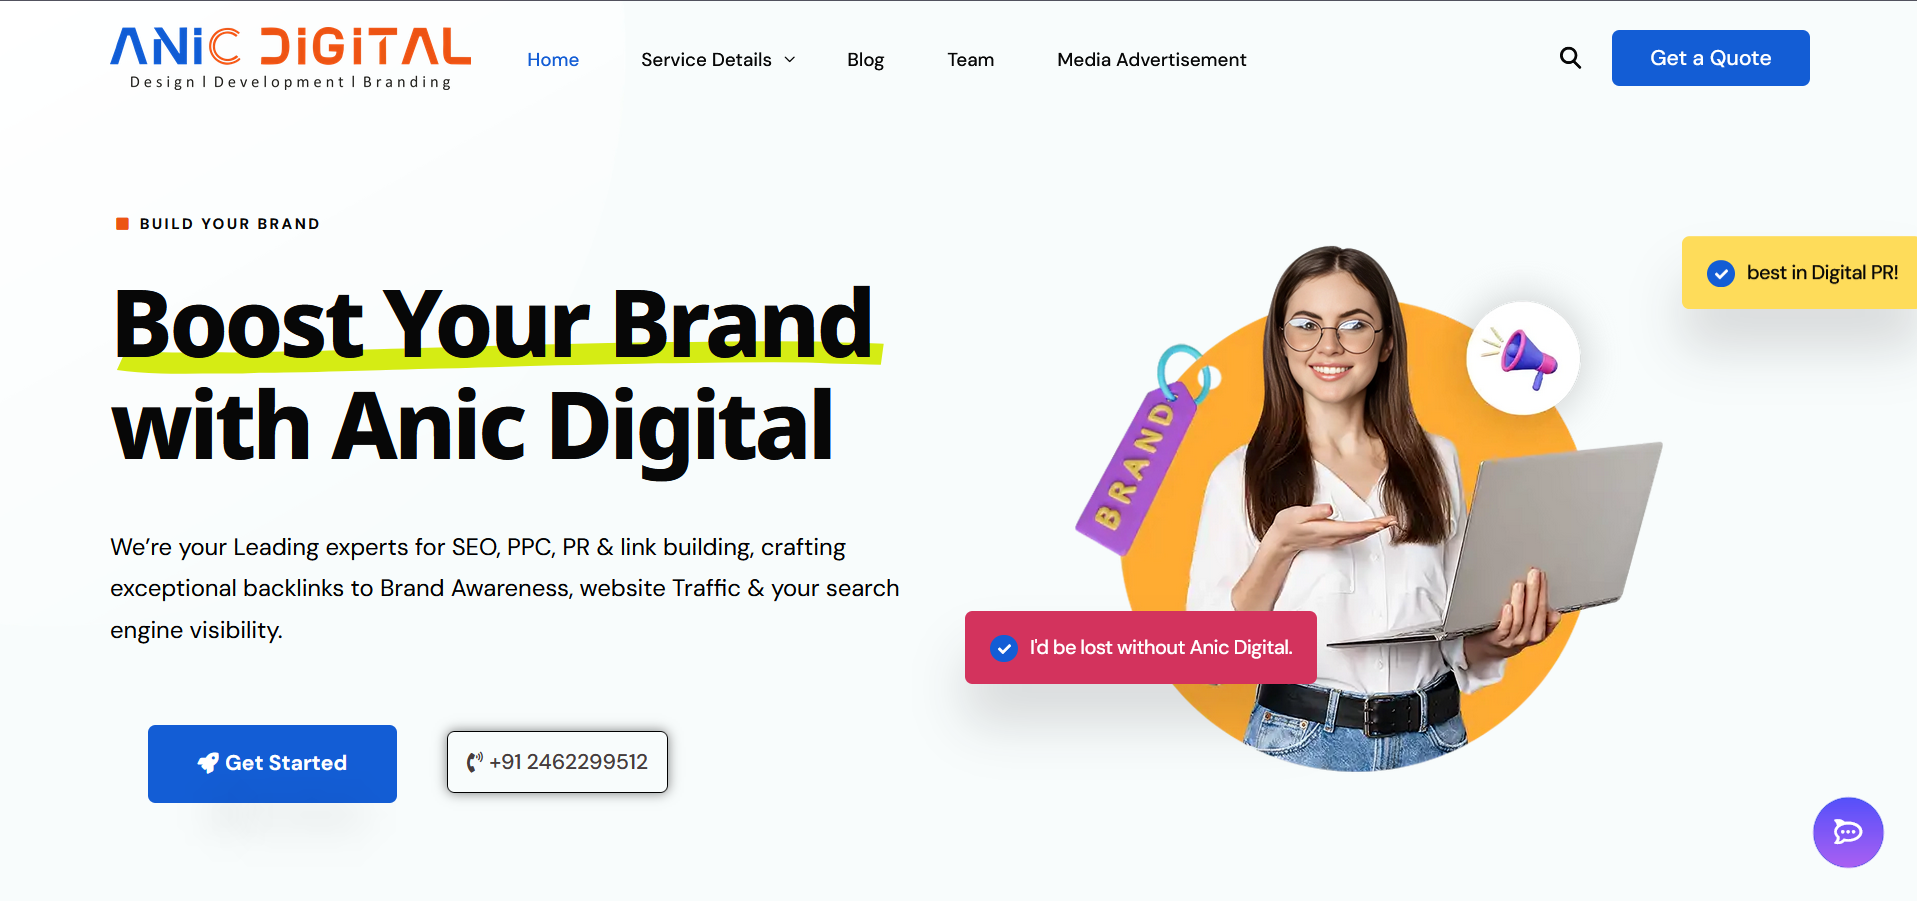 ANiC DiGiTAL
Design | Development | Branding
Home
Service Details
Blog
Team
Media Advertisement
Get a Quote
BUILD YOUR BRAND
Boost Your Brand
with Anic Digital
We’re your Leading experts for SEO, PPC, PR & link building, crafting
exceptional backlinks to Brand Awareness, website Traffic & your search
engine visibility.
Get Started
+91 2462299512
best in Digital PR!
BRAND
I'd be lost without Anic Digital.